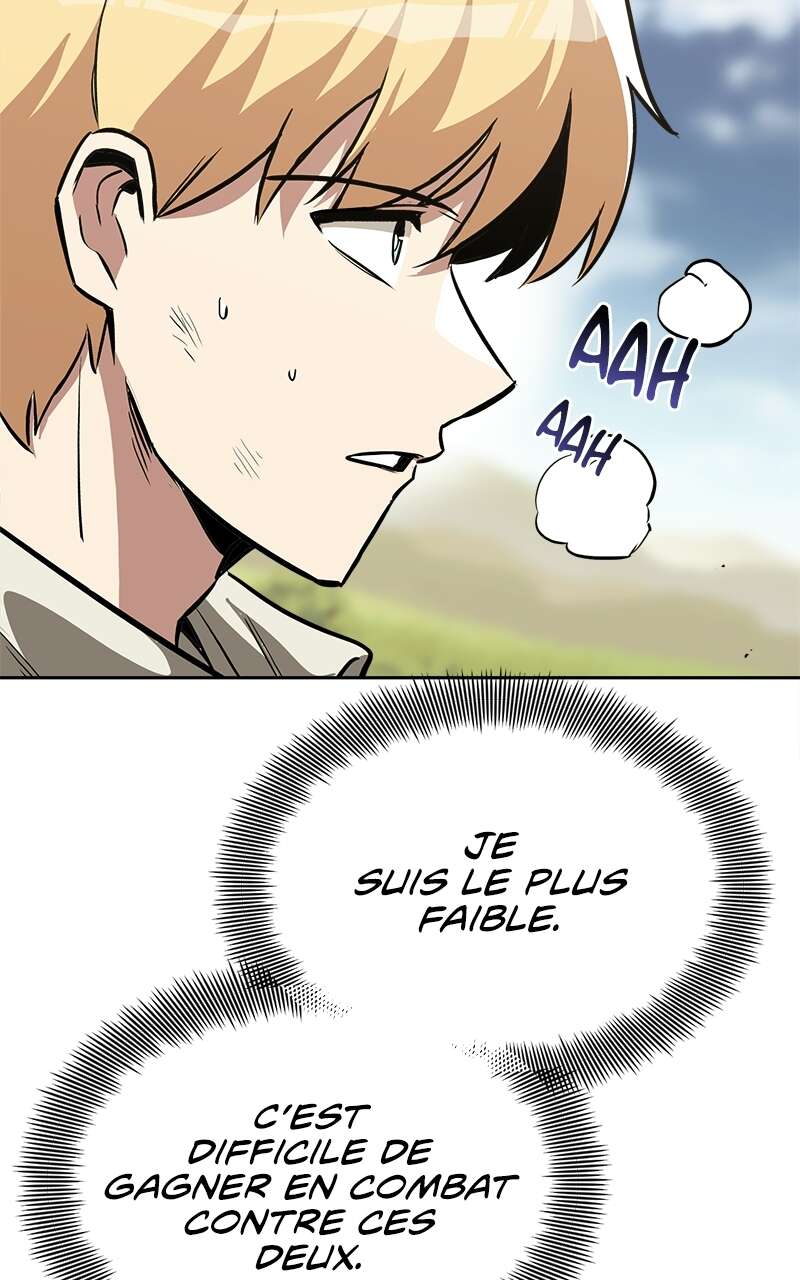 AAH
AAH
JE
SUIS LE PLUS
FAIBLE.
C'EST
DIFFICILE DE
GAGNER EN COMBAT
CONTRE CES
DEUX.